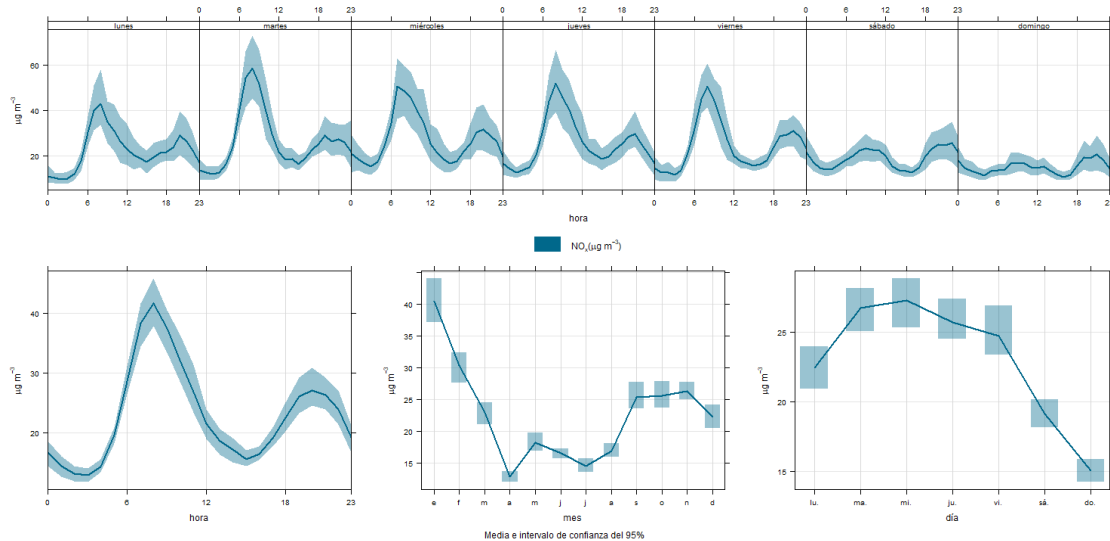 0 6 12 18 23 0 6 12 18 23 0 6 12 18 23
lunes martes miércoles jueves viernes sábado domingo
60
40
20
µg m⁻³
0 6 12 18 23 0 6 12 18 23 0 6 12 18 23 0 6 12 18 23
hora
NOₓ(µg m⁻³)
40
30
20
µg m⁻³
0 6 12 18 23
hora
40
35
30
25
20
15
µg m⁻³
e f m a m j j a s o n d
mes
25
20
15
µg m⁻³
lu. ma. mi. ju. vi. sá. do.
día
Media e intervalo de confianza del 95%